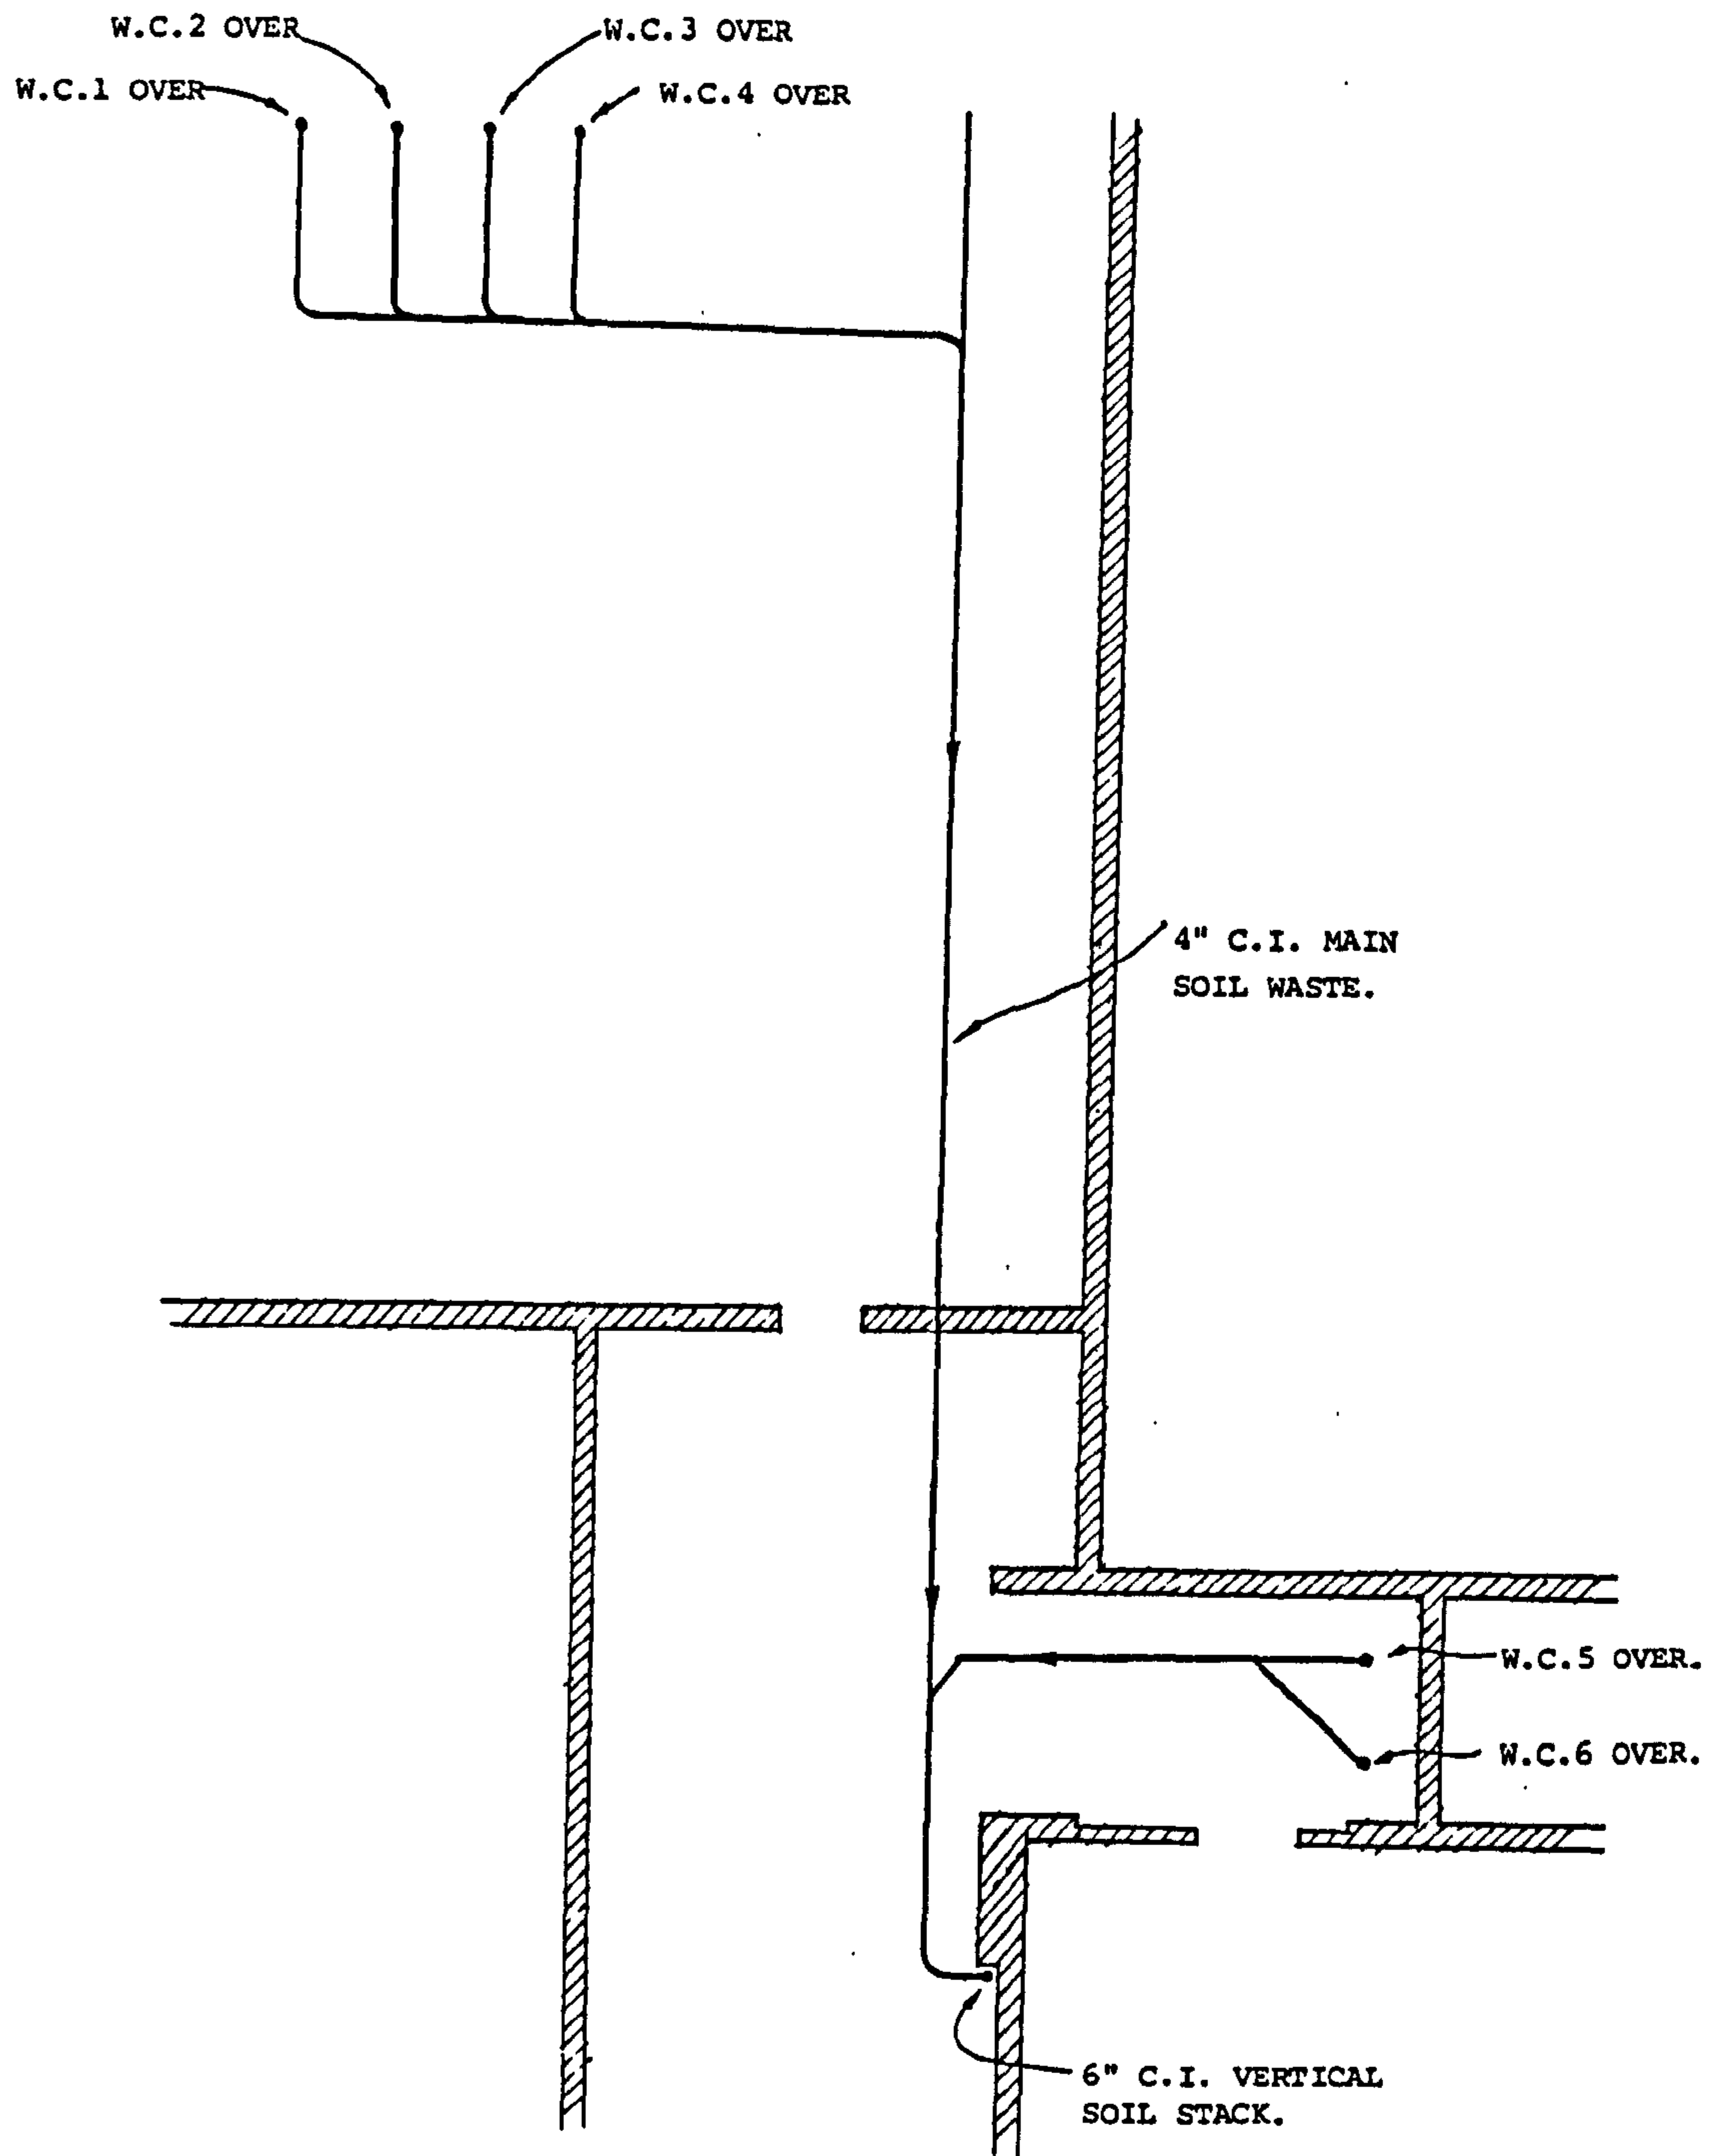 W.C.2 OVER
W.C.3 OVER
W.C.1 OVER
W.C.4 OVER
4" C.I. MAIN
SOIL WASTE.
W.C.5 OVER.
W.C.6 OVER.
6" C.I. VERTICAL
SOIL STACK.